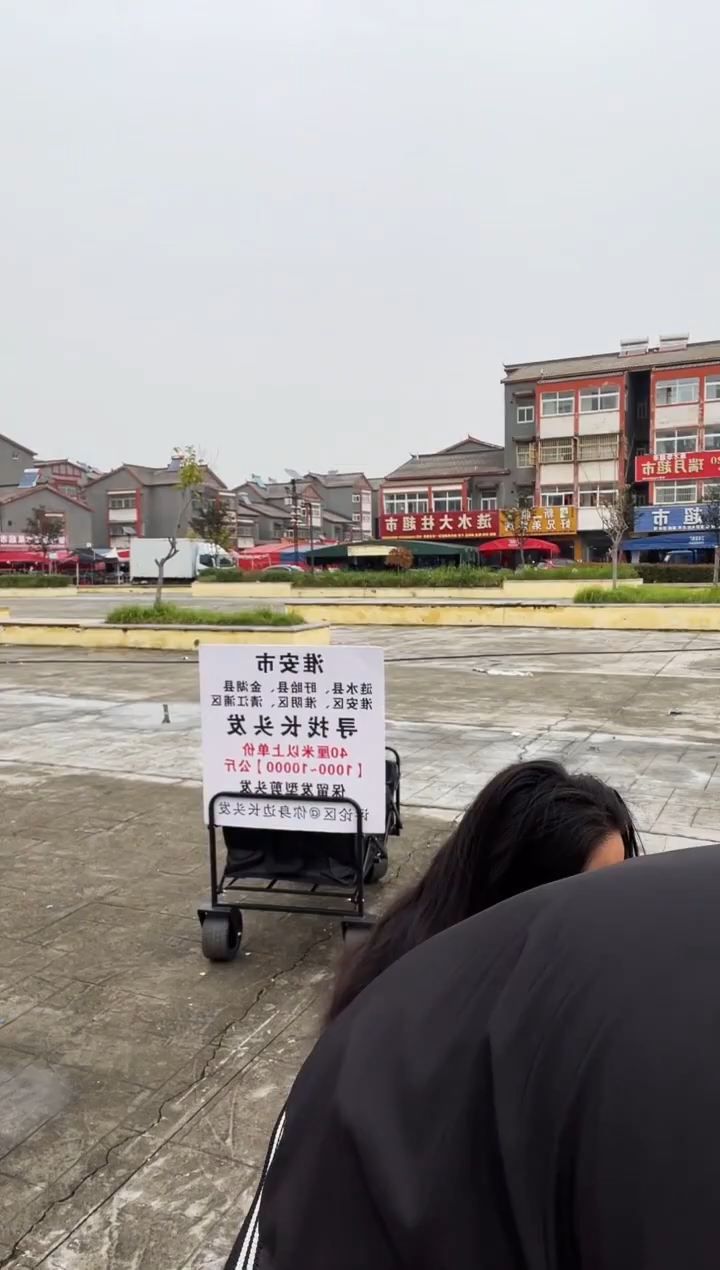 淮安市
涟水县、盱眙县、金湖县
淮安区、淮阴区、清江浦区
寻找长头发
40厘米以上单价
【1000~10000】公斤
保留发型剪头发
评论区@你身边长头发
涟水大柱超市
瑞月超市
超市